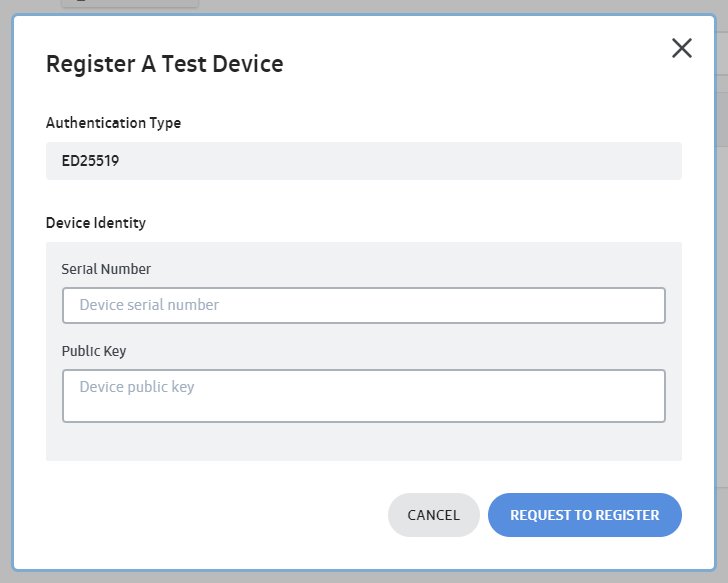 Register A Test Device
Authentication Type
ED25519
Device Identity
Serial Number
Device serial number
Public Key
Device public key
CANCEL
REQUEST TO REGISTER